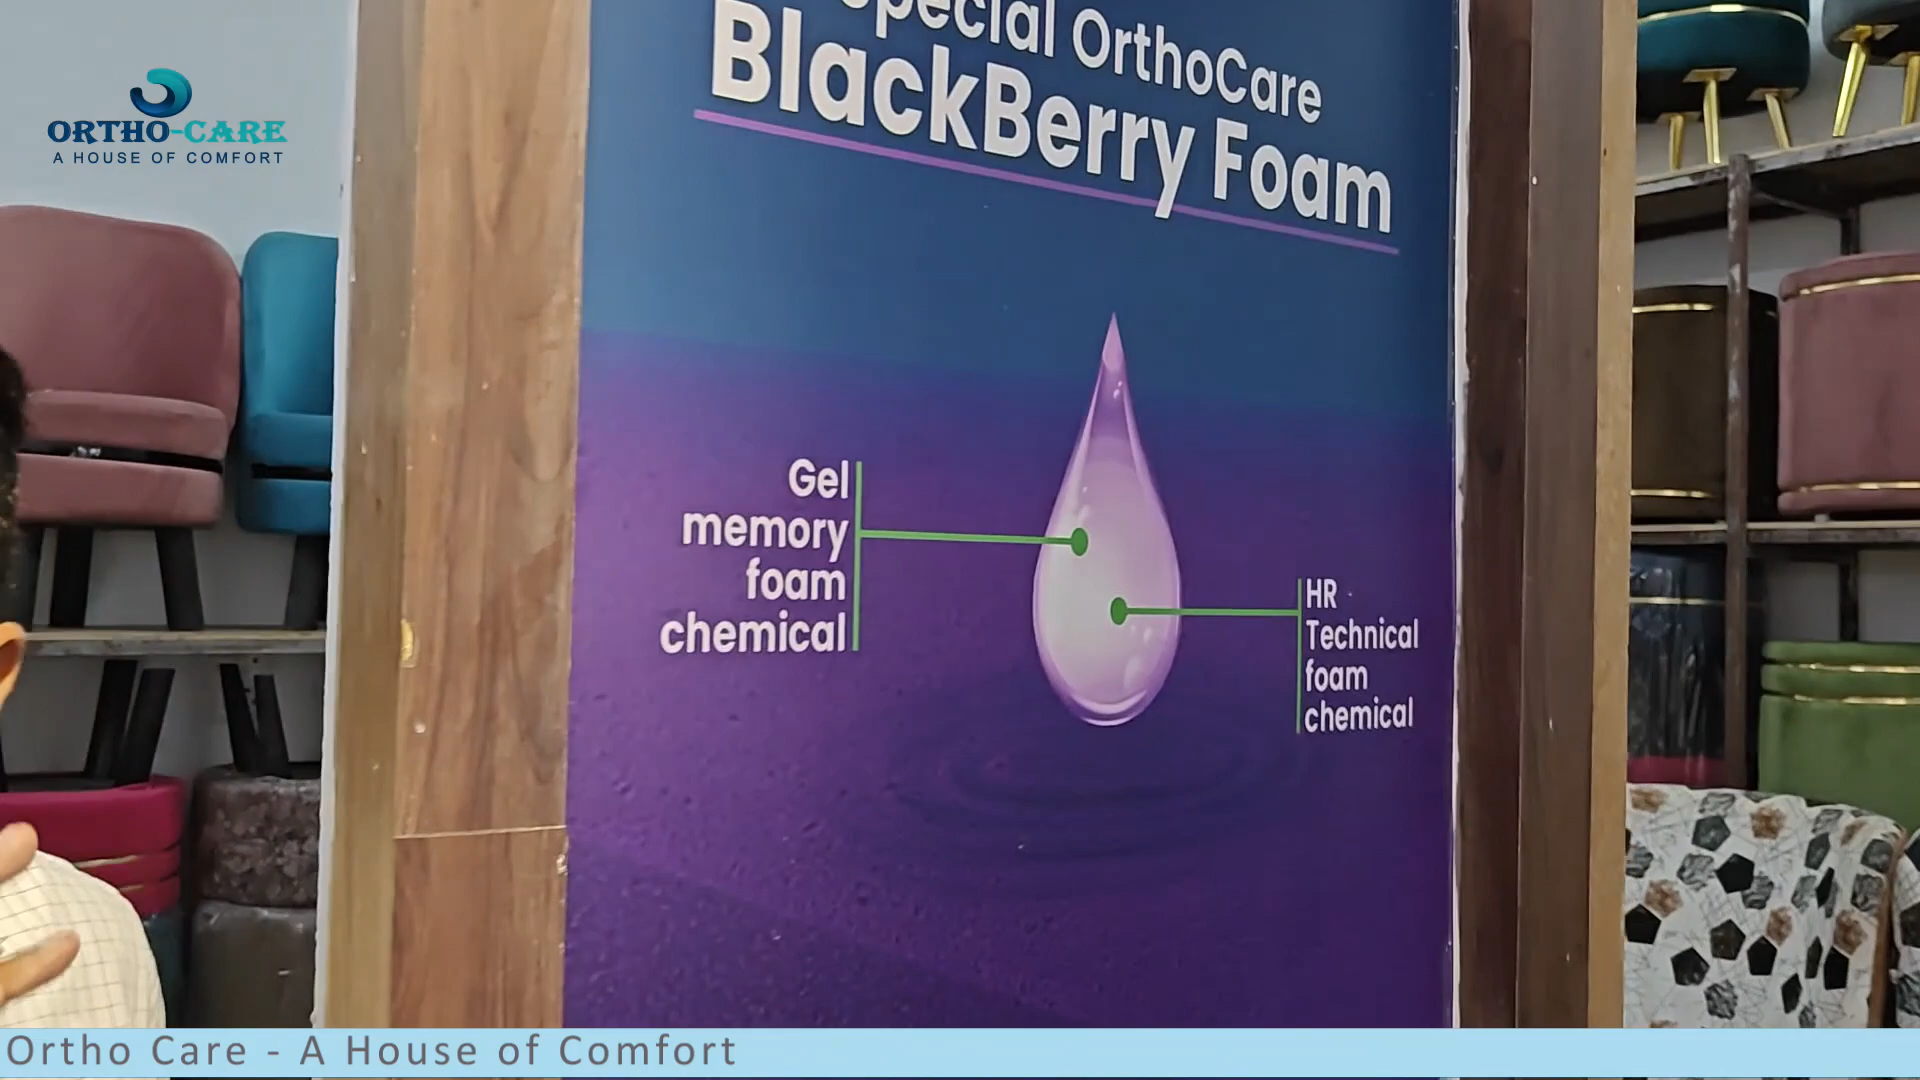 ORTHO-CARE
A HOUSE OF COMFORT
Special OrthoCare
BlackBerry Foam
Gel
memory
foam
chemical
HR
Technical
foam
chemical
Ortho Care - A House of Comfort